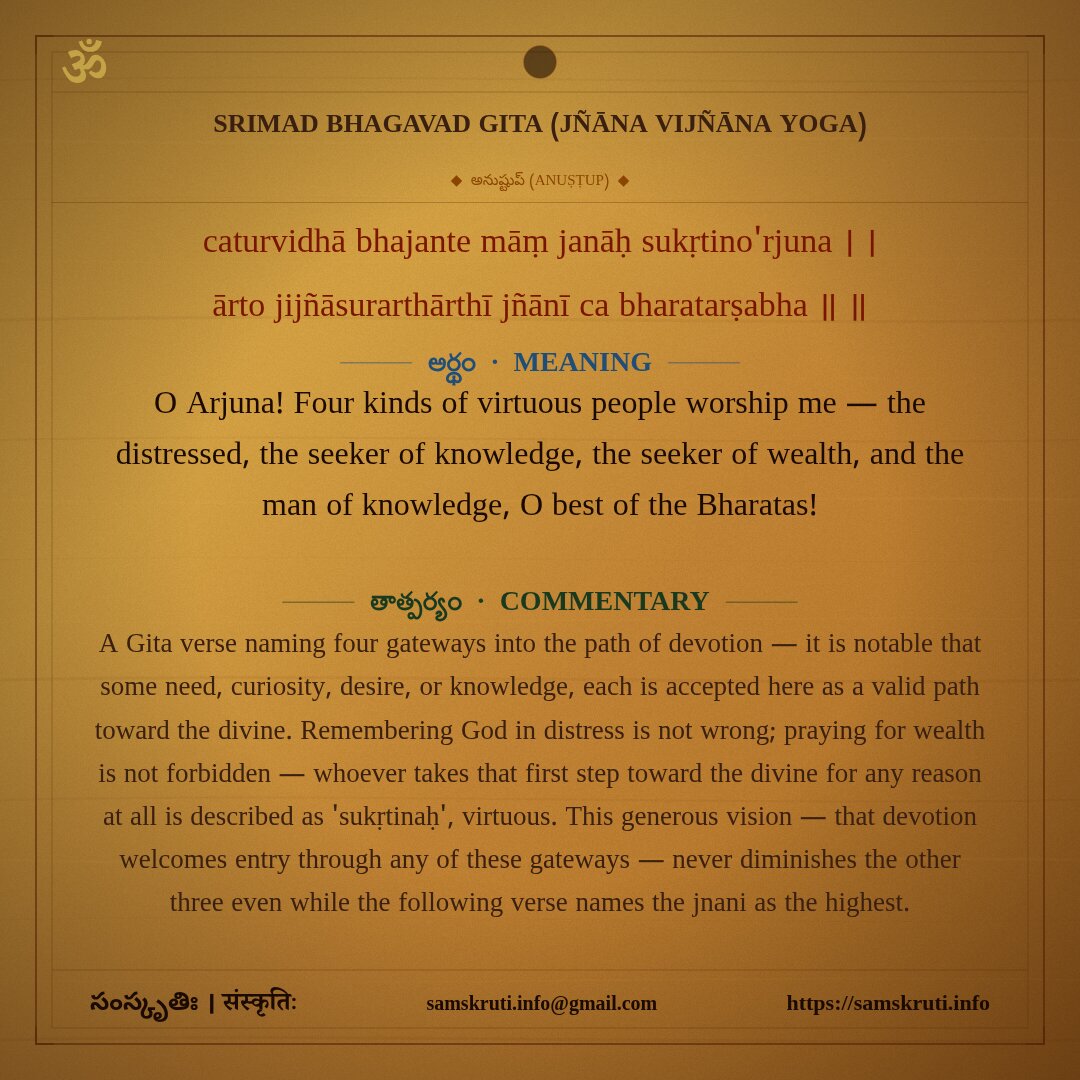 ॐ
SRIMAD BHAGAVAD GITA (JÑĀNA VIJÑĀNA YOGA)
◆ అనుష్టుప్ (ANUṢṬUP) ◆
caturvidhā bhajante māṃ janāḥ sukṛtino'rjuna | |
ārto jijñāsurarthārthī jñānī ca bharatarṣabha || ||
అర్థం · MEANING
O Arjuna! Four kinds of virtuous people worship me — the
distressed, the seeker of knowledge, the seeker of wealth, and the
man of knowledge, O best of the Bharatas!
తాత్పర్యం · COMMENTARY
A Gita verse naming four gateways into the path of devotion — it is notable that
some need, curiosity, desire, or knowledge, each is accepted here as a valid path
toward the divine. Remembering God in distress is not wrong; praying for wealth
is not forbidden — whoever takes that first step toward the divine for any reason
at all is described as 'sukṛtinaḥ', virtuous. This generous vision — that devotion
welcomes entry through any of these gateways — never diminishes the other
three even while the following verse names the jnani as the highest.
సంస్కృతిః | संस्कृतिः samskruti.info@gmail.com https://samskruti.info